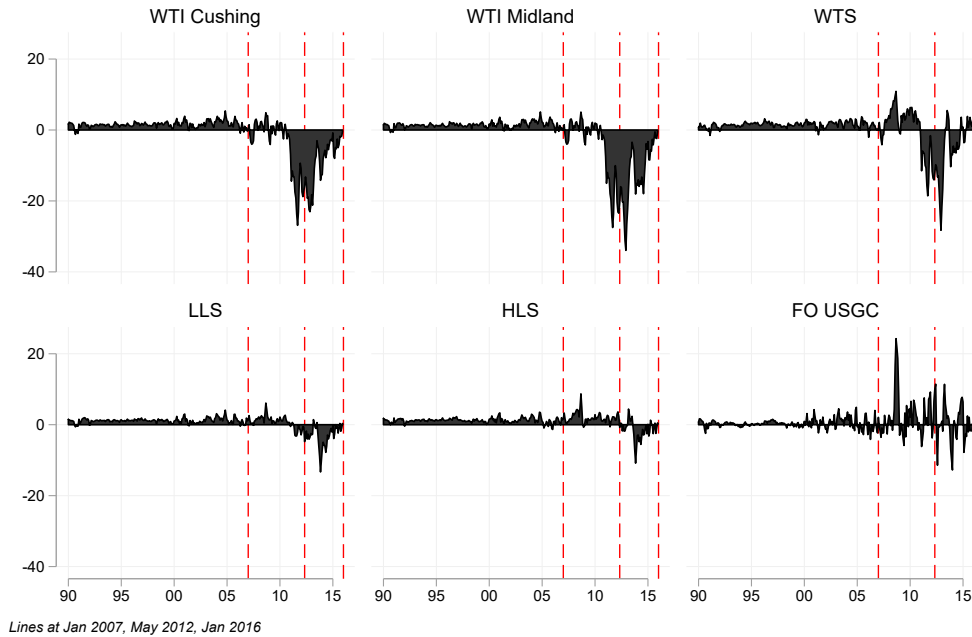 WTI Cushing
WTI Midland
WTS
20
0
-20
-40
LLS
HLS
FO USGC
20
0
-20
-40
90 95 00 05 10 15
90 95 00 05 10 15
90 95 00 05 10 15
Lines at Jan 2007, May 2012, Jan 2016